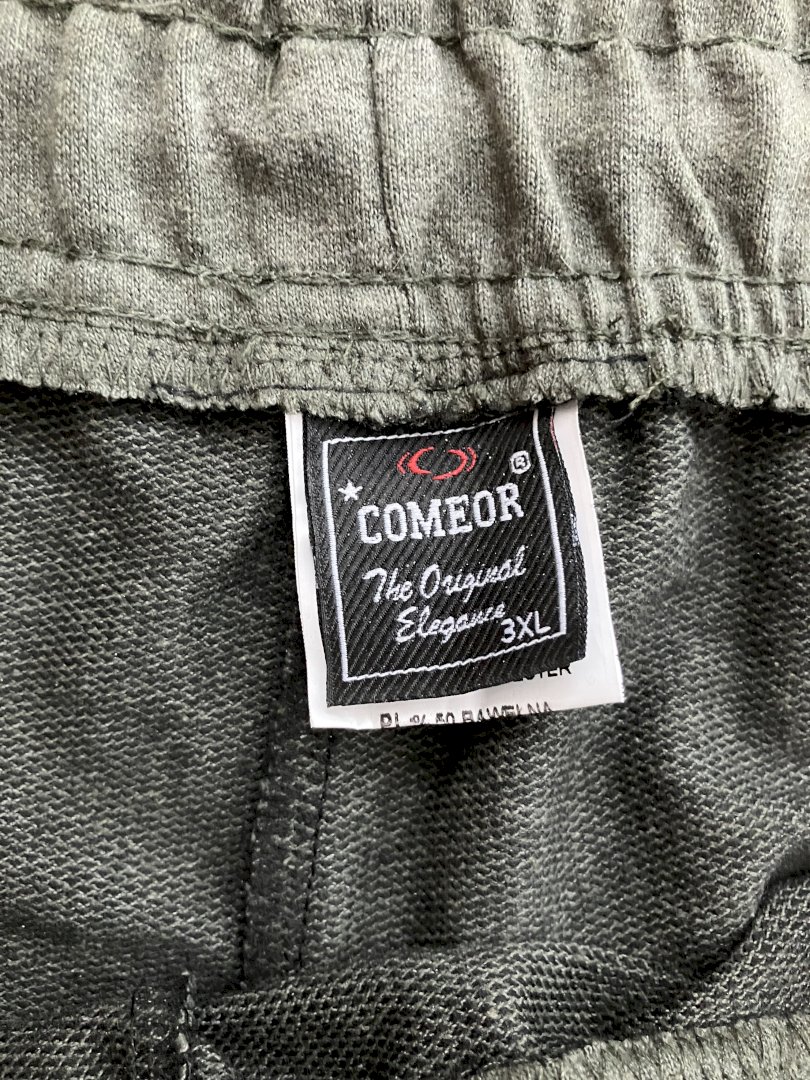 ®
COMEOR
The Original
Elegance
3XL
PL % 50 BAWEŁNA